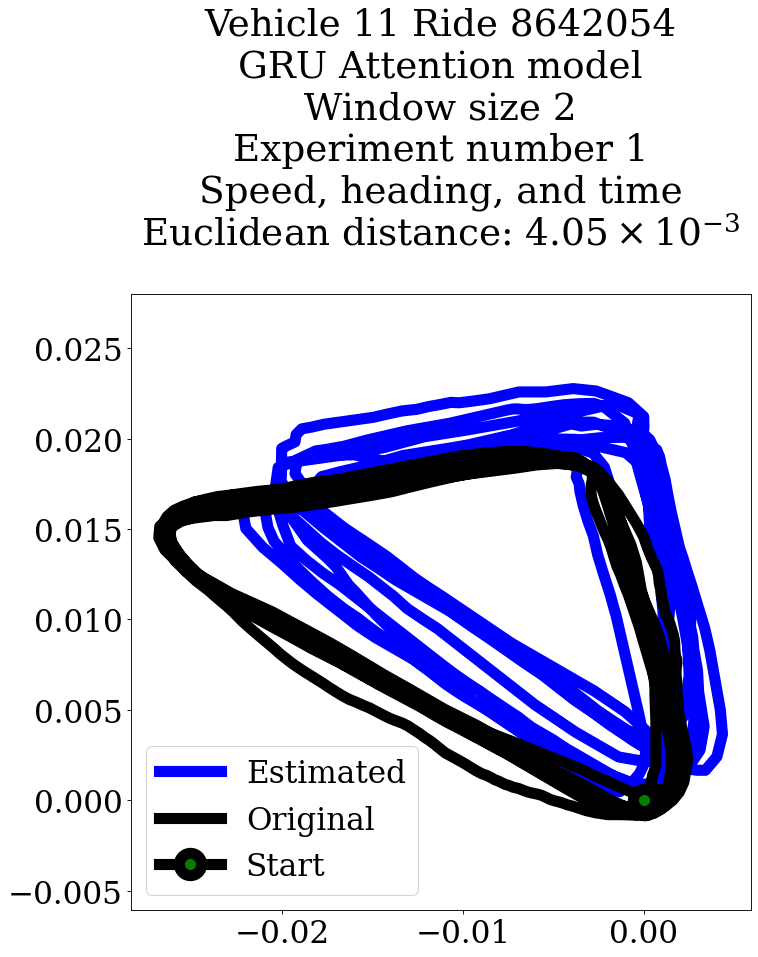 Vehicle 11 Ride 8642054
GRU Attention model
Window size 2
Experiment number 1
Speed, heading, and time
Euclidean distance: 4.05 × 10⁻³
0.025
0.020
0.015
0.010
0.005
0.000
−0.005
Estimated
Original
Start
−0.02 −0.01 0.00